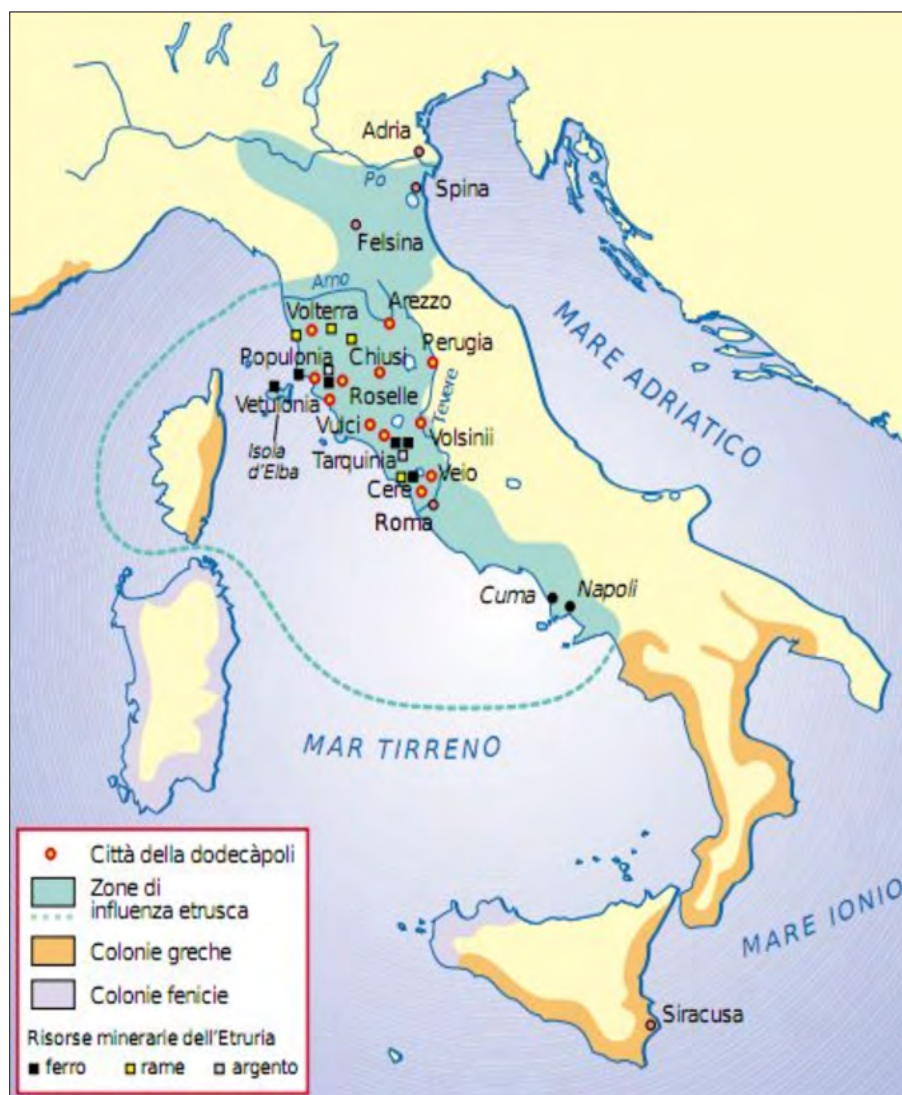 Adria
Po
Spina
Felsina
Arno
Arezzo
Volterra
Perugia
Populonia
Chiusi
Roselle
Tevere
Vetulonia
Vulci
Volsinii
Isola
d'Elba
Tarquinia
Veio
Cere
Roma
Cuma
Napoli
MARE ADRIATICO
MAR TIRRENO
MARE IONIO
Siracusa
Città della dodecàpoli
Zone di
influenza etrusca
Colonie greche
Colonie fenicie
Risorse minerarie dell'Etruria
ferro
rame
argento